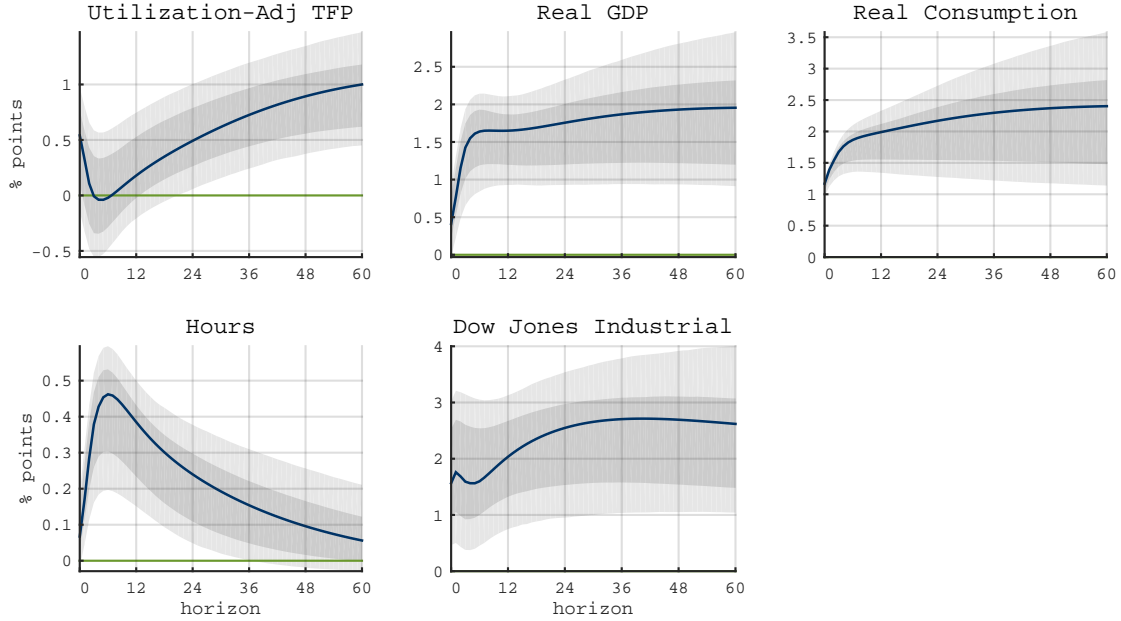 Utilization-Adj TFP
% points
1
0.5
0
-0.5
0 12 24 36 48 60
Real GDP
2.5
2
1.5
1
0.5
0
0 12 24 36 48 60
Real Consumption
3.5
3
2.5
2
1.5
1
0.5
0
0 12 24 36 48 60
Hours
% points
0.5
0.4
0.3
0.2
0.1
0
0 12 24 36 48 60
horizon
Dow Jones Industrial
4
3
2
1
0
0 12 24 36 48 60
horizon